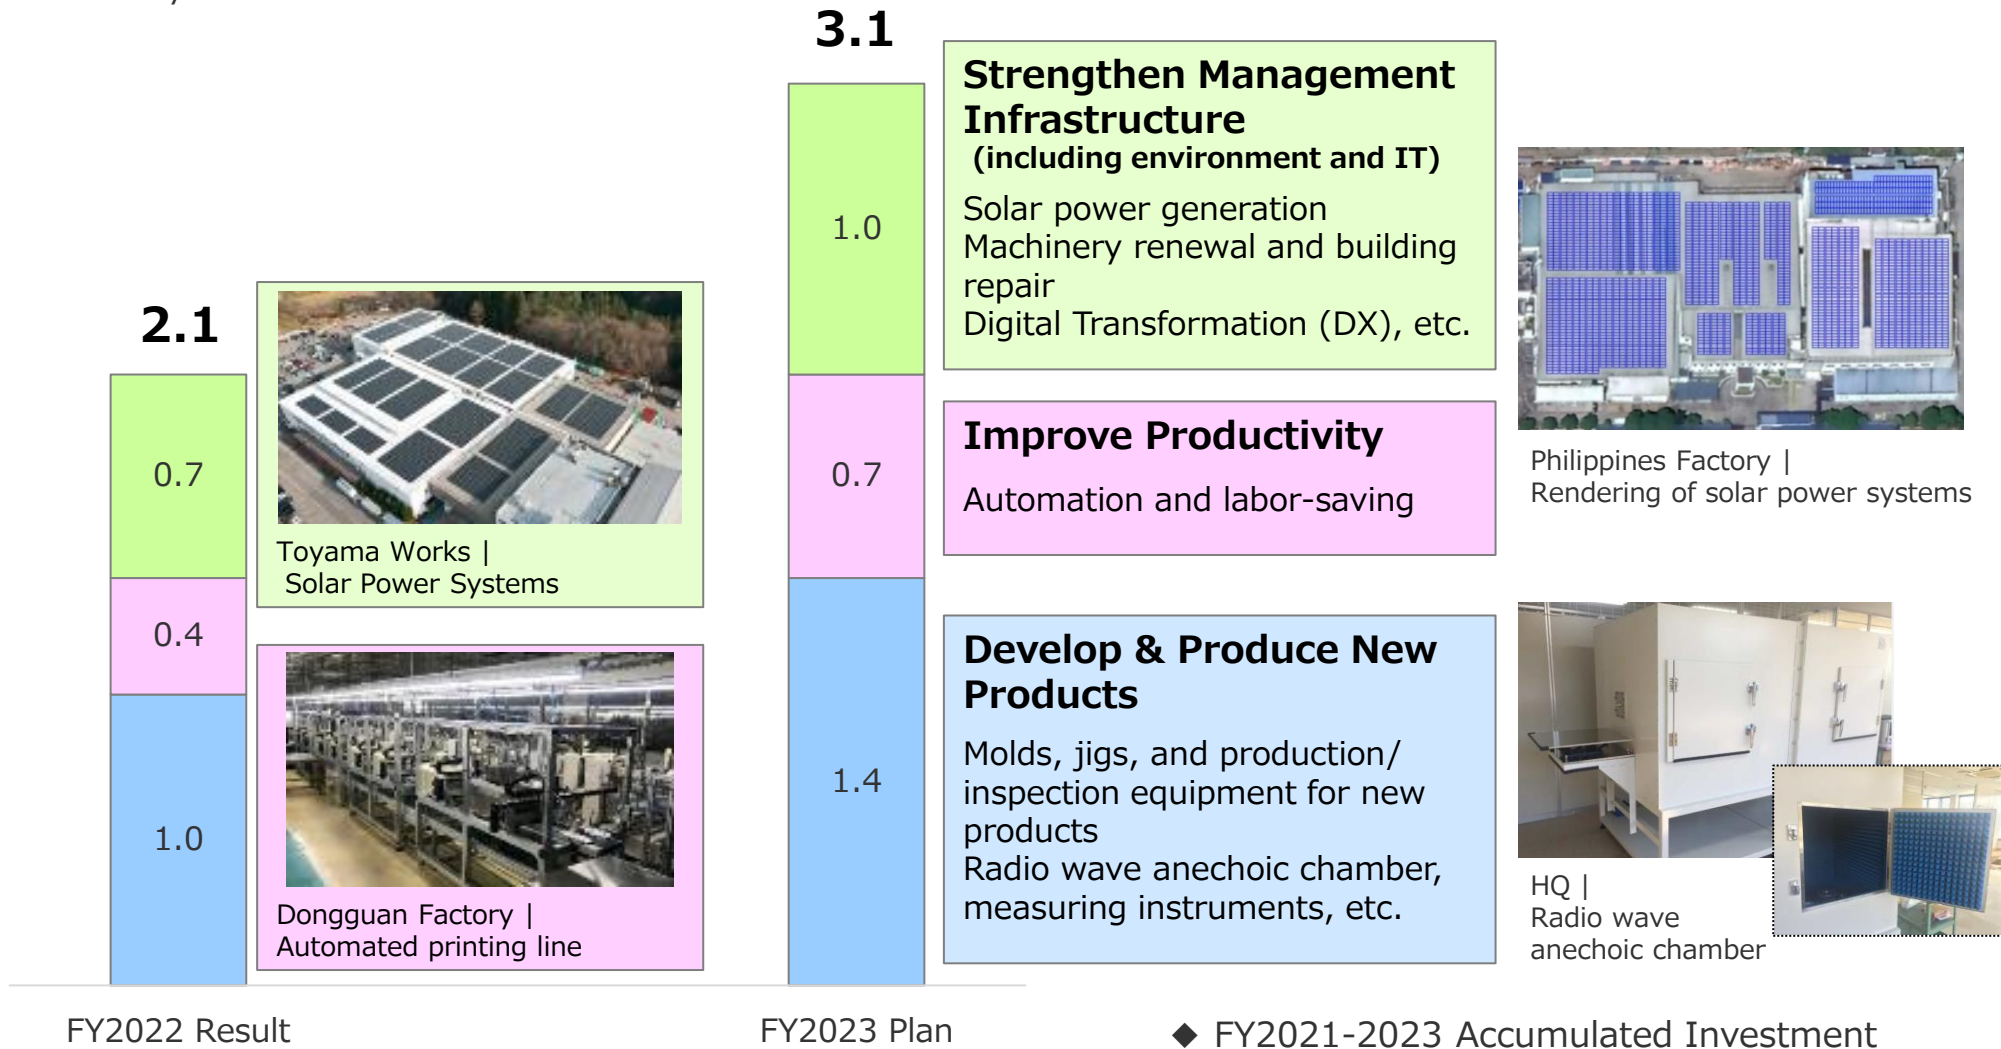 2.1
0.7
0.4
1.0
Toyama Works |
Solar Power Systems
Dongguan Factory |
Automated printing line
FY2022 Result
3.1
1.0
0.7
1.4
FY2023 Plan
Strengthen Management
Infrastructure
(including environment and IT)
Solar power generation
Machinery renewal and building
repair
Digital Transformation (DX), etc.
Improve Productivity
Automation and labor-saving
Develop & Produce New
Products
Molds, jigs, and production/
inspection equipment for new
products
Radio wave anechoic chamber,
measuring instruments, etc.
Philippines Factory |
Rendering of solar power systems
HQ |
Radio wave
anechoic chamber
◆ FY2021-2023 Accumulated Investment